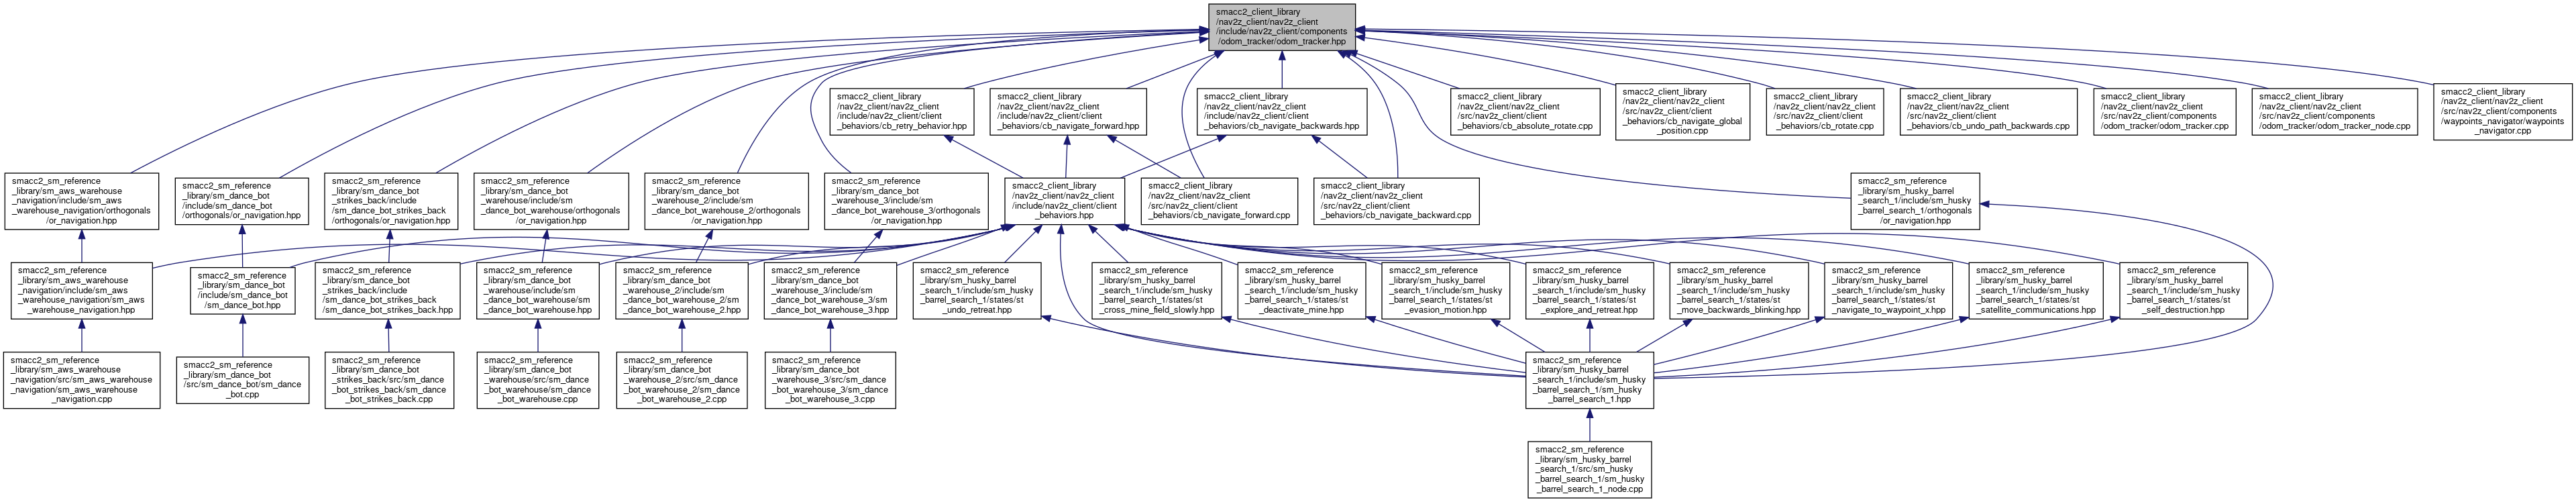 smacc2_client_library
/nav2z_client/nav2z_client
/include/nav2z_client/components
/odom_tracker/odom_tracker.hpp
smacc2_client_library
/nav2z_client/nav2z_client
/include/nav2z_client/client
_behaviors/cb_retry_behavior.hpp
smacc2_client_library
/nav2z_client/nav2z_client
/include/nav2z_client/client
_behaviors/cb_navigate_forward.hpp
smacc2_client_library
/nav2z_client/nav2z_client
/include/nav2z_client/client
_behaviors/cb_navigate_backwards.hpp
smacc2_client_library
/nav2z_client/nav2z_client
/src/nav2z_client/client
_behaviors/cb_absolute_rotate.cpp
smacc2_client_library
/nav2z_client/nav2z_client
/src/nav2z_client/client
_behaviors/cb_navigate_global
_position.cpp
smacc2_client_library
/nav2z_client/nav2z_client
/src/nav2z_client/client
_behaviors/cb_rotate.cpp
smacc2_client_library
/nav2z_client/nav2z_client
/src/nav2z_client/client
_behaviors/cb_undo_path_backwards.cpp
smacc2_client_library
/nav2z_client/nav2z_client
/src/nav2z_client/components
/odom_tracker/odom_tracker.cpp
smacc2_client_library
/nav2z_client/nav2z_client
/src/nav2z_client/components
/odom_tracker/odom_tracker_node.cpp
smacc2_client_library
/nav2z_client/nav2z_client
/src/nav2z_client/components
/waypoints_navigator/waypoints
_navigator.cpp
smacc2_sm_reference
_library/sm_aws_warehouse
_navigation/include/sm_aws
_warehouse_navigation/orthogonals
/or_navigation.hpp
smacc2_sm_reference
_library/sm_dance_bot
/include/sm_dance_bot
/orthogonals/or_navigation.hpp
smacc2_sm_reference
_library/sm_dance_bot
_strikes_back/include
/sm_dance_bot_strikes_back
/orthogonals/or_navigation.hpp
smacc2_sm_reference
_library/sm_dance_bot
_warehouse/include/sm
_dance_bot_warehouse/orthogonals
/or_navigation.hpp
smacc2_sm_reference
_library/sm_dance_bot
_warehouse_2/include/sm
_dance_bot_warehouse_2/orthogonals
/or_navigation.hpp
smacc2_sm_reference
_library/sm_dance_bot
_warehouse_3/include/sm
_dance_bot_warehouse_3/orthogonals
/or_navigation.hpp
smacc2_client_library
/nav2z_client/nav2z_client
/include/nav2z_client/client
_behaviors.hpp
smacc2_client_library
/nav2z_client/nav2z_client
/src/nav2z_client/client
_behaviors/cb_navigate_forward.cpp
smacc2_client_library
/nav2z_client/nav2z_client
/src/nav2z_client/client
_behaviors/cb_navigate_backward.cpp
smacc2_sm_reference
_library/sm_husky_barrel
_search_1/include/sm_husky
_barrel_search_1/orthogonals
/or_navigation.hpp
smacc2_sm_reference
_library/sm_aws_warehouse
_navigation/include/sm_aws
_warehouse_navigation/sm_aws
_warehouse_navigation.hpp
smacc2_sm_reference
_library/sm_dance_bot
/include/sm_dance_bot
/sm_dance_bot.hpp
smacc2_sm_reference
_library/sm_dance_bot
_strikes_back/include
/sm_dance_bot_strikes_back
/sm_dance_bot_strikes_back.hpp
smacc2_sm_reference
_library/sm_dance_bot
_warehouse/include/sm
_dance_bot_warehouse/sm
_dance_bot_warehouse.hpp
smacc2_sm_reference
_library/sm_dance_bot
_warehouse_2/include/sm
_dance_bot_warehouse_2/sm
_dance_bot_warehouse_2.hpp
smacc2_sm_reference
_library/sm_dance_bot
_warehouse_3/include/sm
_dance_bot_warehouse_3/sm
_dance_bot_warehouse_3.hpp
smacc2_sm_reference
_library/sm_husky_barrel
_search_1/include/sm_husky
_barrel_search_1/states/st
_undo_retreat.hpp
smacc2_sm_reference
_library/sm_husky_barrel
_search_1/include/sm_husky
_barrel_search_1/states/st
_cross_mine_field_slowly.hpp
smacc2_sm_reference
_library/sm_husky_barrel
_search_1/include/sm_husky
_barrel_search_1/states/st
_deactivate_mine.hpp
smacc2_sm_reference
_library/sm_husky_barrel
_search_1/include/sm_husky
_barrel_search_1/states/st
_evasion_motion.hpp
smacc2_sm_reference
_library/sm_husky_barrel
_search_1/include/sm_husky
_barrel_search_1/states/st
_explore_and_retreat.hpp
smacc2_sm_reference
_library/sm_husky_barrel
_search_1/include/sm_husky
_barrel_search_1/states/st
_move_backwards_blinking.hpp
smacc2_sm_reference
_library/sm_husky_barrel
_search_1/include/sm_husky
_barrel_search_1/states/st
_navigate_to_waypoint_x.hpp
smacc2_sm_reference
_library/sm_husky_barrel
_search_1/include/sm_husky
_barrel_search_1/states/st
_satellite_communications.hpp
smacc2_sm_reference
_library/sm_husky_barrel
_search_1/include/sm_husky
_barrel_search_1/states/st
_self_destruction.hpp
smacc2_sm_reference
_library/sm_aws_warehouse
_navigation/src/sm_aws_warehouse
_navigation/sm_aws_warehouse
_navigation.cpp
smacc2_sm_reference
_library/sm_dance_bot
/src/sm_dance_bot/sm_dance
_bot.cpp
smacc2_sm_reference
_library/sm_dance_bot
_strikes_back/src/sm_dance
_bot_strikes_back/sm_dance
_bot_strikes_back.cpp
smacc2_sm_reference
_library/sm_dance_bot
_warehouse/src/sm_dance
_bot_warehouse/sm_dance
_bot_warehouse.cpp
smacc2_sm_reference
_library/sm_dance_bot
_warehouse_2/src/sm_dance
_bot_warehouse_2/sm_dance
_bot_warehouse_2.cpp
smacc2_sm_reference
_library/sm_dance_bot
_warehouse_3/src/sm_dance
_bot_warehouse_3/sm_dance
_bot_warehouse_3.cpp
smacc2_sm_reference
_library/sm_husky_barrel
_search_1/include/sm_husky
_barrel_search_1/sm_husky
_barrel_search_1.hpp
smacc2_sm_reference
_library/sm_husky_barrel
_search_1/src/sm_husky
_barrel_search_1/sm_husky
_barrel_search_1_node.cpp